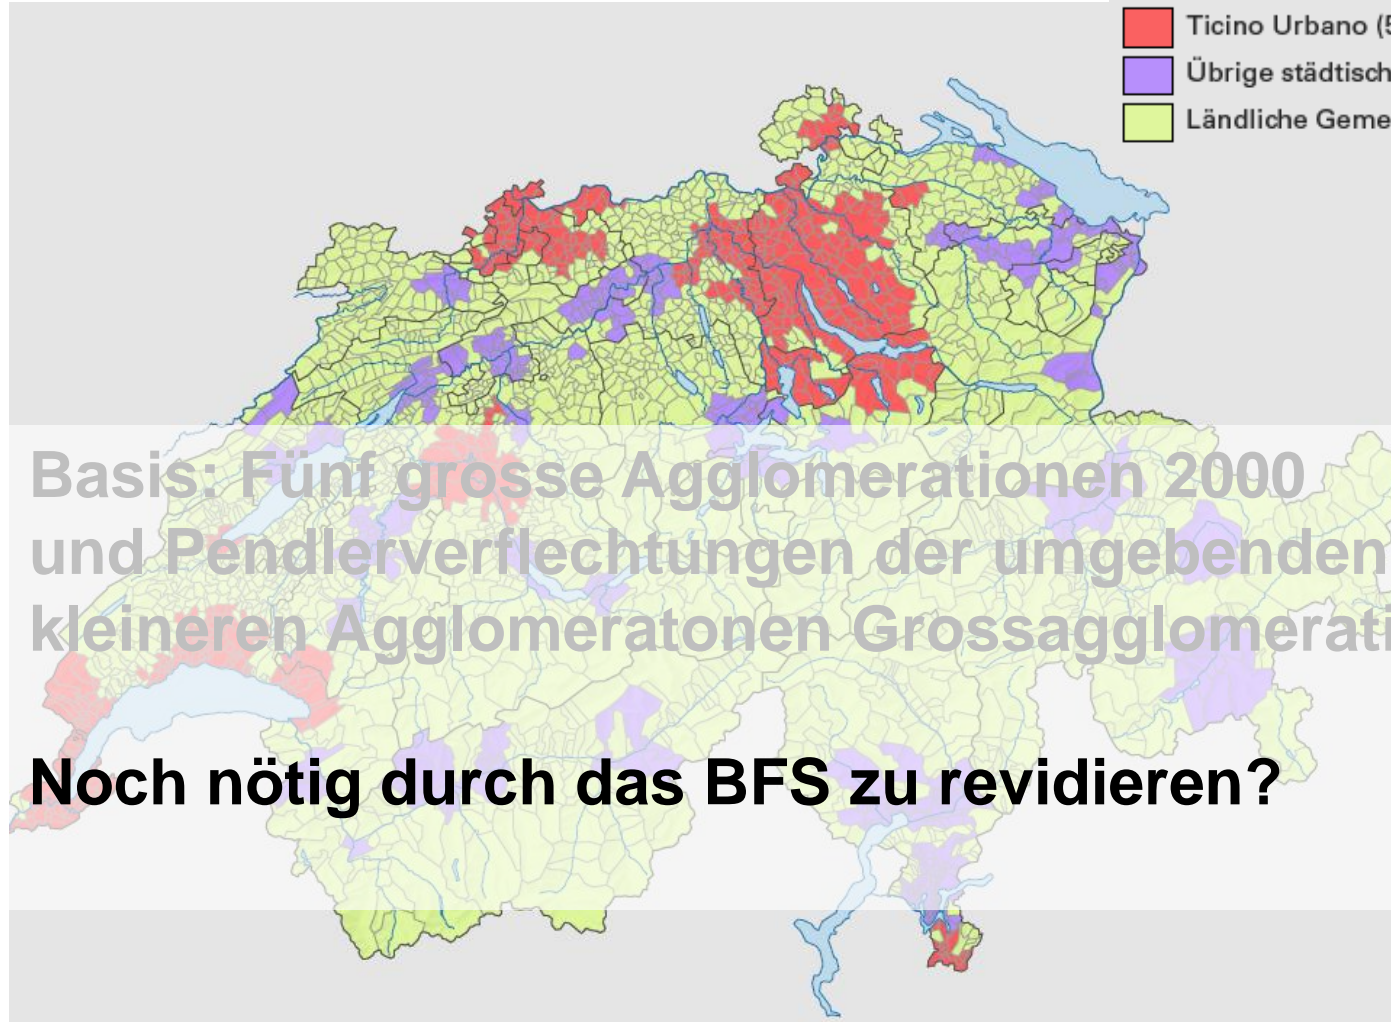 Ticino Urbano (5
Übrige städtisch
Ländliche Geme
Basis: Fünf grosse Agglomerationen 2000
und Pendlerverflechtungen der umgebenden
kleineren Agglomeratonen Grossagglomerati
Noch nötig durch das BFS zu revidieren?